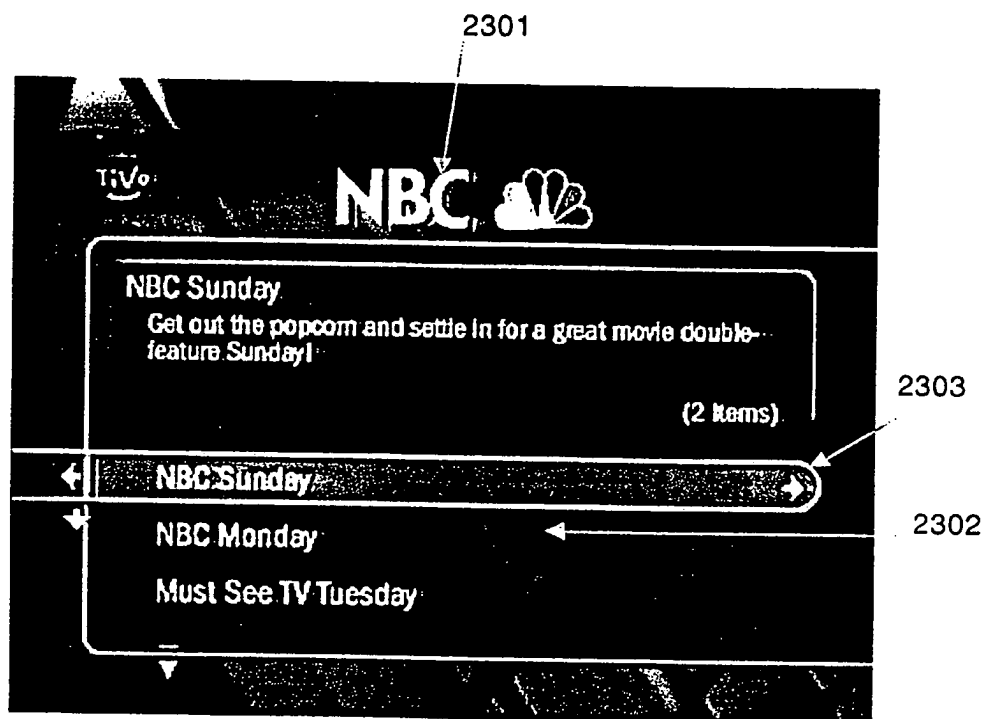 2301
TiVo
NBC
NBC Sunday
Get out the popcorn and settle in for a great movie double-
feature Sunday!
(2 Items)
2303
NBC Sunday
2302
NBC Monday
Must See TV Tuesday